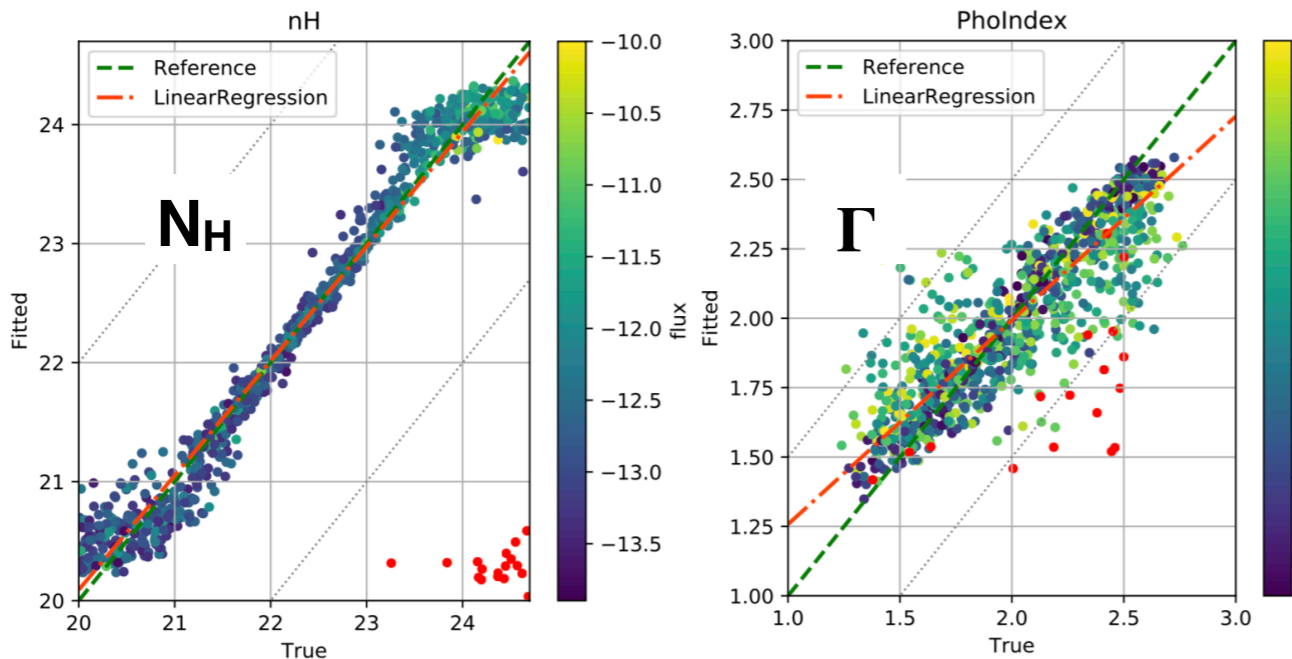 nH
Reference
LinearRegression
N_H
Fitted
24
23
22
21
20
20
21
22
23
24
True
−10.0
−10.5
−11.0
−11.5
−12.0
−12.5
−13.0
−13.5
flux
PhoIndex
Reference
LinearRegression
Γ
Fitted
3.00
2.75
2.50
2.25
2.00
1.75
1.50
1.25
1.00
1.0
1.5
2.0
2.5
3.0
True